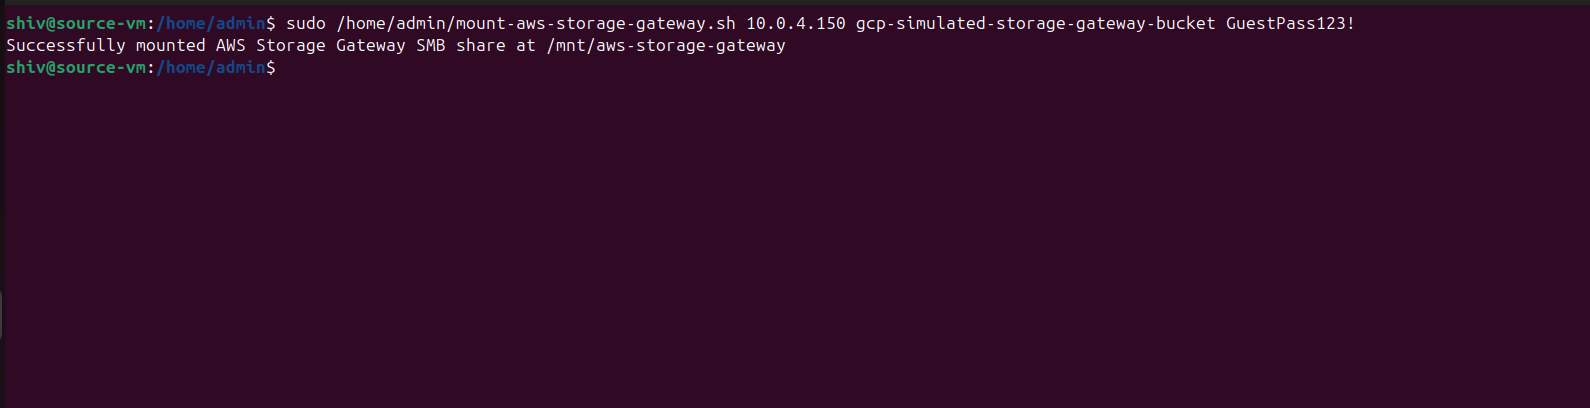 shiv@source-vm:/home/admin$ sudo /home/admin/mount-aws-storage-gateway.sh 10.0.4.150 gcp-simulated-storage-gateway-bucket GuestPass123!
Successfully mounted AWS Storage Gateway SMB share at /mnt/aws-storage-gateway
shiv@source-vm:/home/admin$